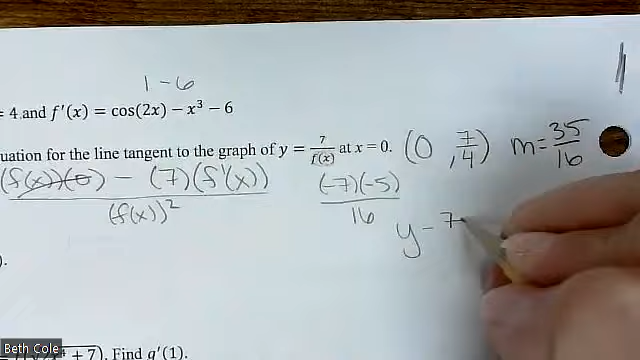 1 - 6
= 4 and f'(x) = cos(2x) − x³ − 6
uation for the line tangent to the graph of y = 7/f(x) at x = 0. (0, 7/4) m = 35/16
(f(x))(0) − (7)(f'(x)) / (f(x))² (-7)(-5) / 16
y - 7
).
+ 7). Find g'(1).
Beth Cole